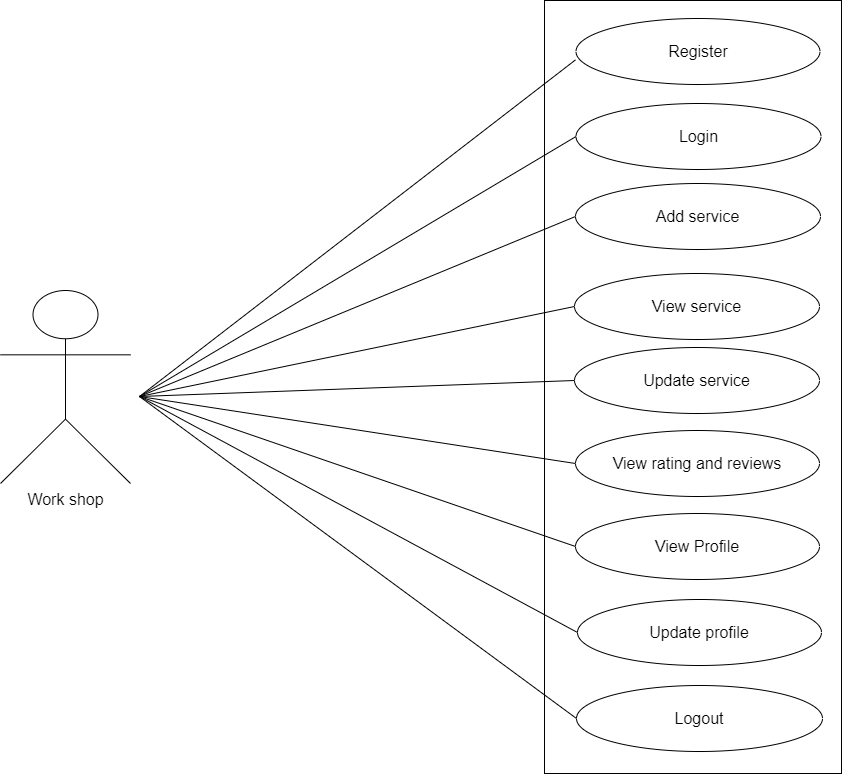 Register
Login
Add service
View service
Update service
View rating and reviews
Work shop
View Profile
Update profile
Logout